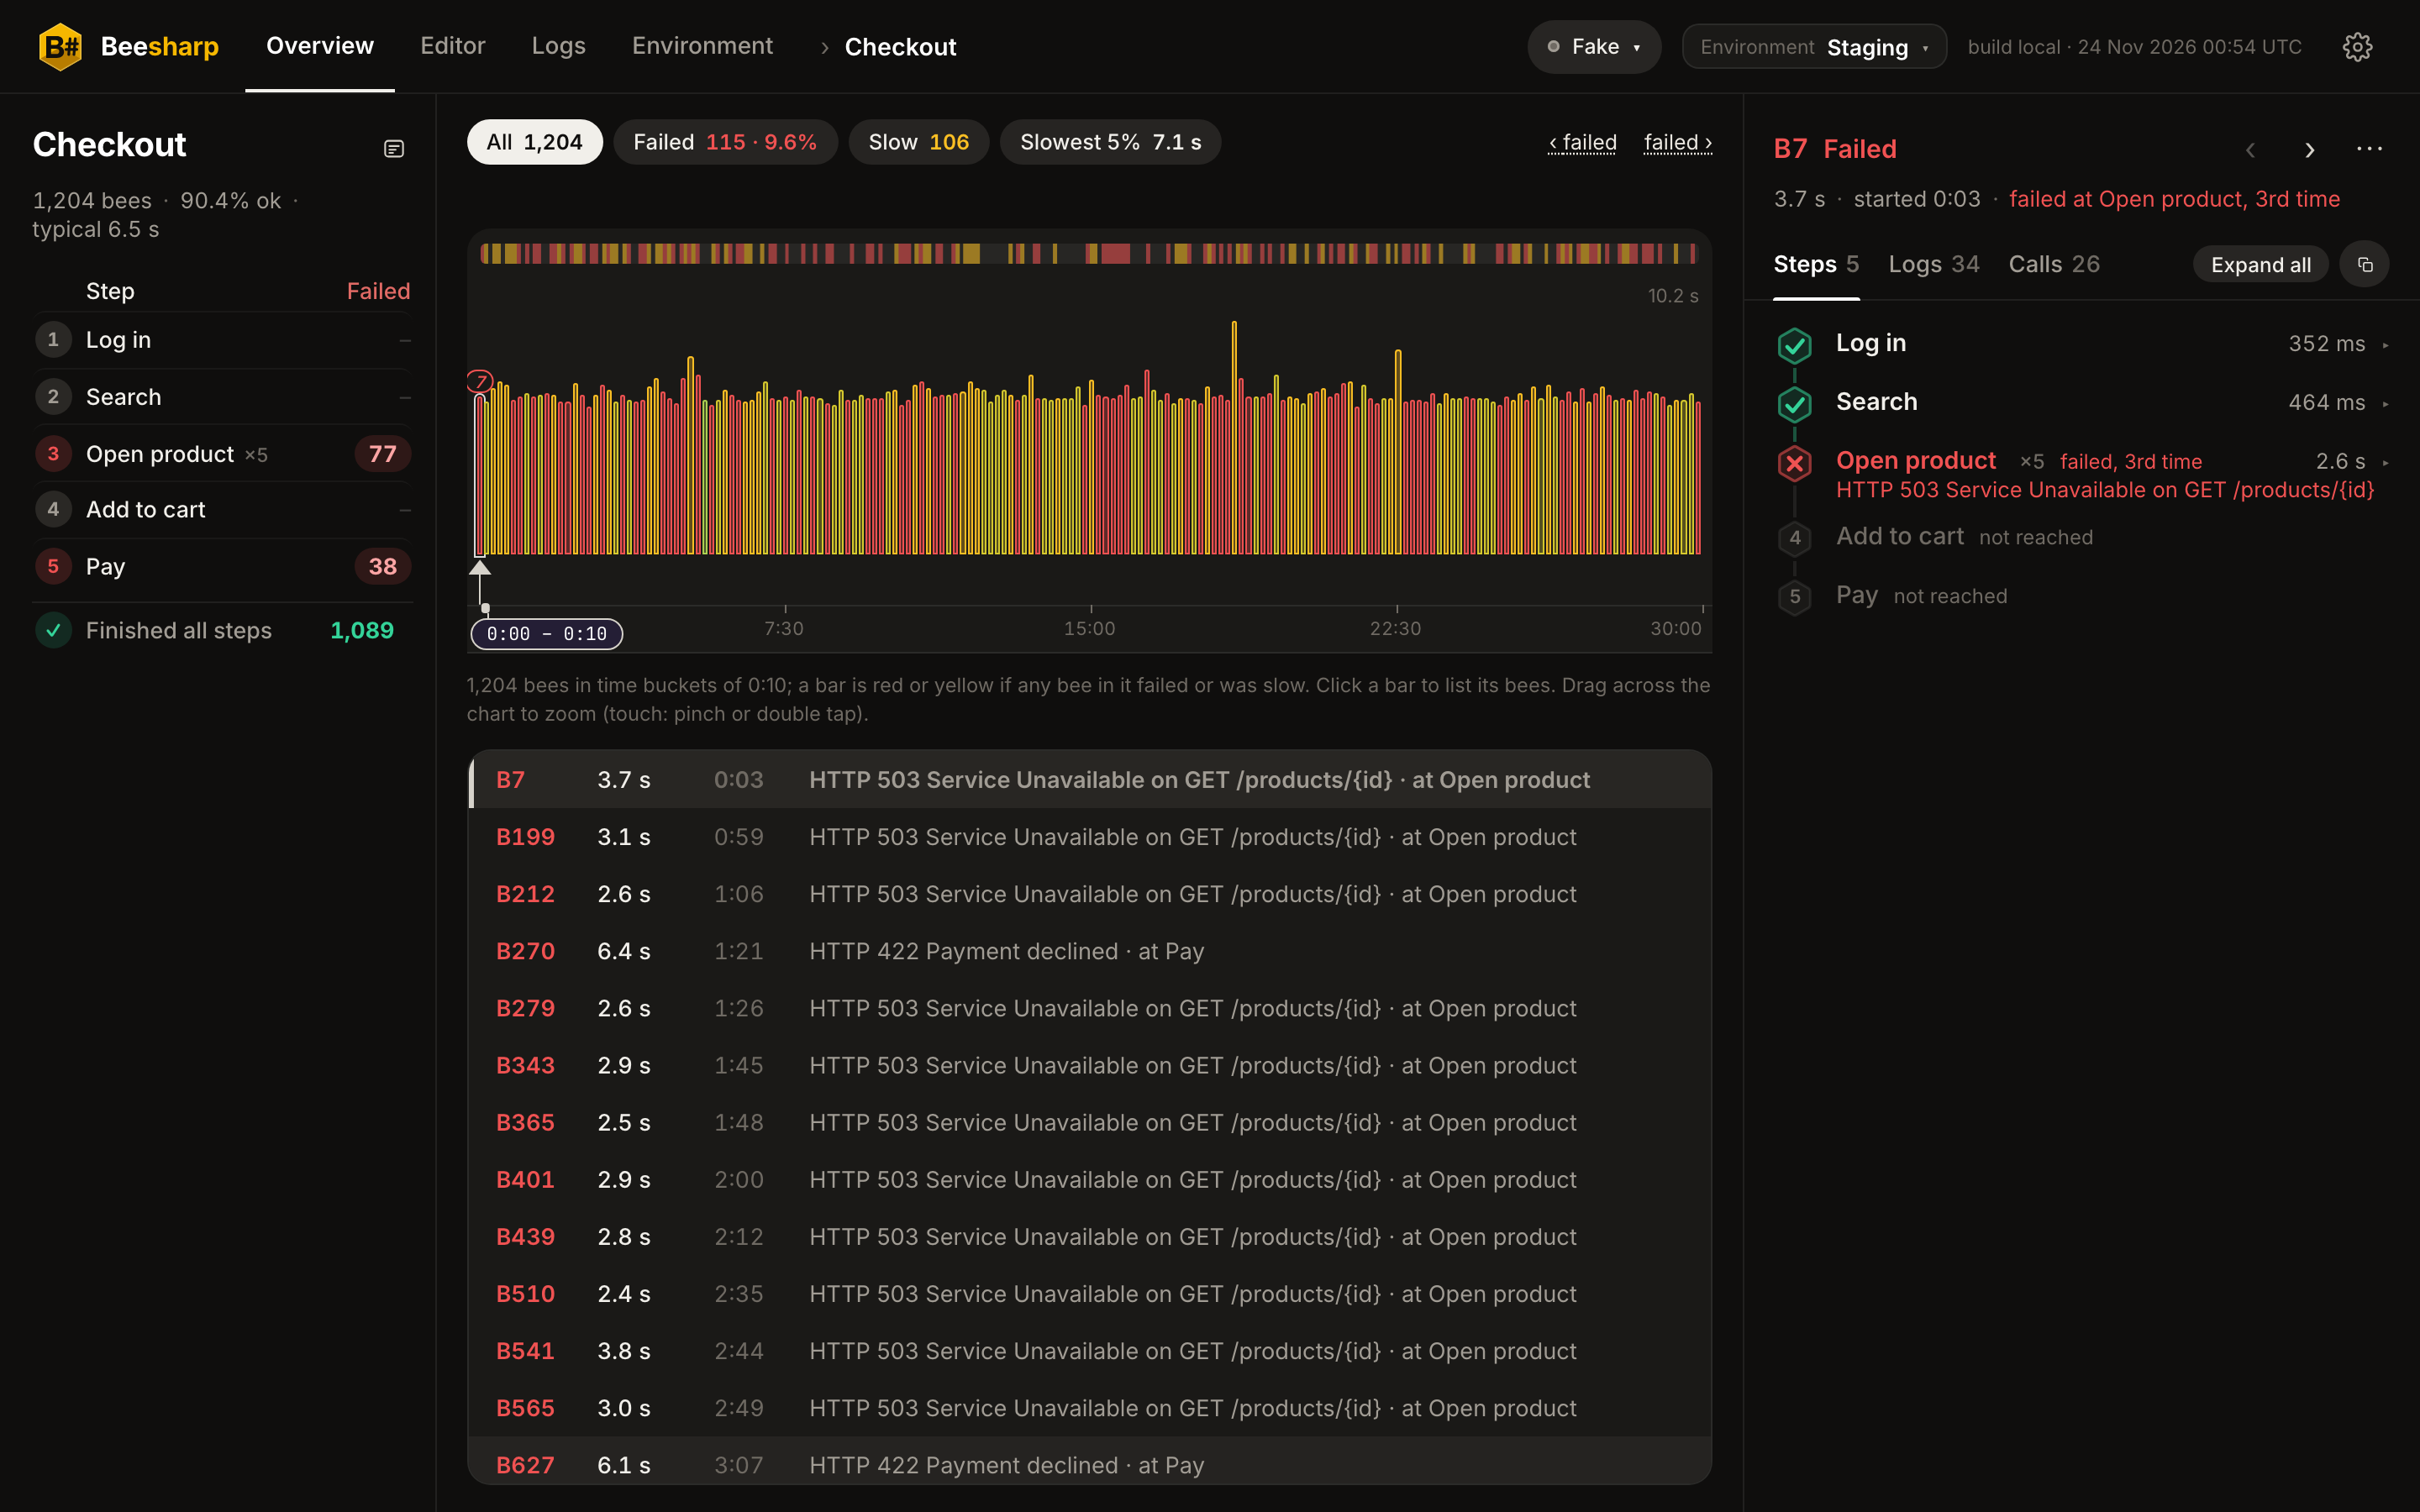 B# Beesharp Overview Editor Logs Environment › Checkout Fake ▾ Environment Staging ▾ build local · 24 Nov 2026 00:54 UTC
Checkout
1,204 bees · 90.4% ok ·
typical 6.5 s
Step Failed
1 Log in –
2 Search –
3 Open product ×5 77
4 Add to cart –
5 Pay 38
Finished all steps 1,089
All 1,204 Failed 115 · 9.6% Slow 106 Slowest 5% 7.1 s ‹ failed failed ›
10.2 s
7
0:00 – 0:10 7:30 15:00 22:30 30:00
1,204 bees in time buckets of 0:10; a bar is red or yellow if any bee in it failed or was slow. Click a bar to list its bees. Drag across the
chart to zoom (touch: pinch or double tap).
B7 3.7 s 0:03 HTTP 503 Service Unavailable on GET /products/{id} · at Open product
B199 3.1 s 0:59 HTTP 503 Service Unavailable on GET /products/{id} · at Open product
B212 2.6 s 1:06 HTTP 503 Service Unavailable on GET /products/{id} · at Open product
B270 6.4 s 1:21 HTTP 422 Payment declined · at Pay
B279 2.6 s 1:26 HTTP 503 Service Unavailable on GET /products/{id} · at Open product
B343 2.9 s 1:45 HTTP 503 Service Unavailable on GET /products/{id} · at Open product
B365 2.5 s 1:48 HTTP 503 Service Unavailable on GET /products/{id} · at Open product
B401 2.9 s 2:00 HTTP 503 Service Unavailable on GET /products/{id} · at Open product
B439 2.8 s 2:12 HTTP 503 Service Unavailable on GET /products/{id} · at Open product
B510 2.4 s 2:35 HTTP 503 Service Unavailable on GET /products/{id} · at Open product
B541 3.8 s 2:44 HTTP 503 Service Unavailable on GET /products/{id} · at Open product
B565 3.0 s 2:49 HTTP 503 Service Unavailable on GET /products/{id} · at Open product
B627 6.1 s 3:07 HTTP 422 Payment declined · at Pay
B7 Failed ‹ › ···
3.7 s · started 0:03 · failed at Open product, 3rd time
Steps 5 Logs 34 Calls 26 Expand all
Log in 352 ms
Search 464 ms
Open product ×5 failed, 3rd time 2.6 s
HTTP 503 Service Unavailable on GET /products/{id}
4 Add to cart not reached
5 Pay not reached